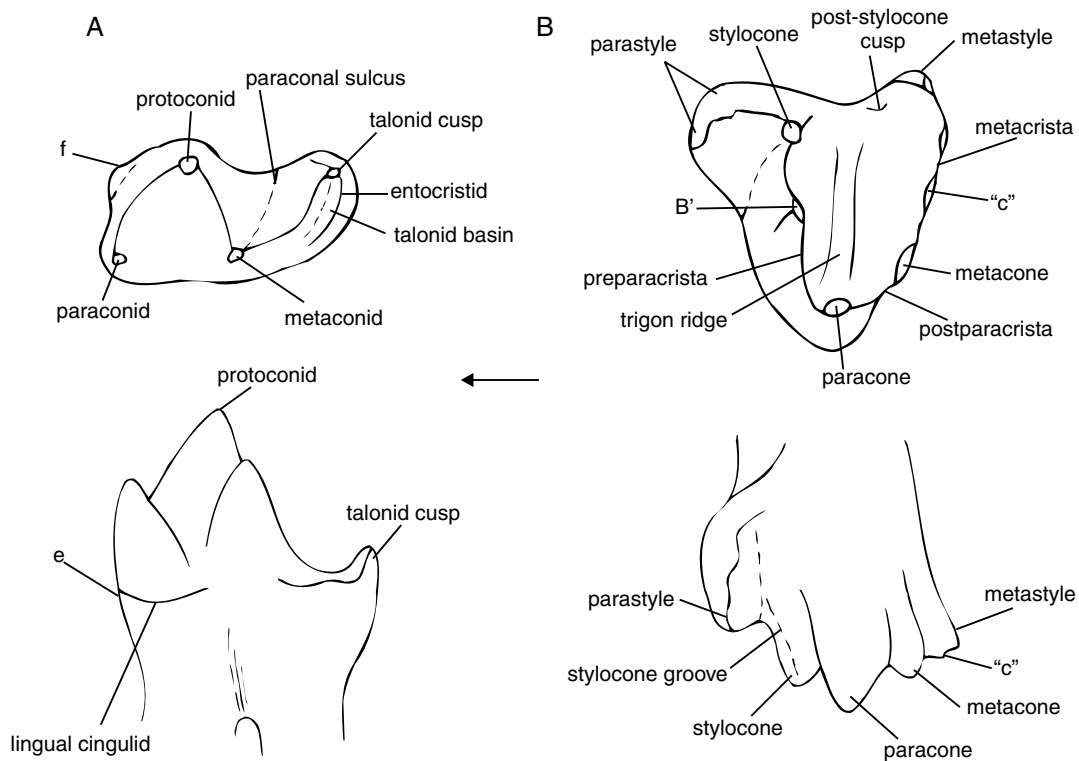 A
protoconid
paraconal sulcus
talonid cusp
f
entocristid
talonid basin
paraconid
metaconid
protoconid
talonid cusp
e
lingual cingulid
B
parastyle
stylocone
post-stylocone
cusp
metastyle
metacrista
B’
“c”
preparacrista
metacone
trigon ridge
postparacrista
paracone
parastyle
metastyle
stylocone groove
“c”
stylocone
metacone
paracone